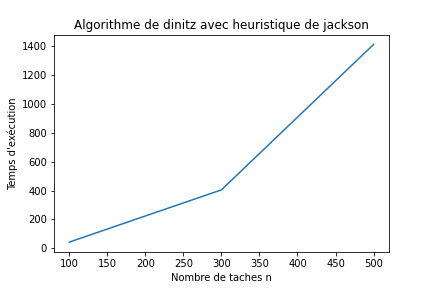 Algorithme de dinitz avec heuristique de jackson
1400
1200
1000
800
600
400
200
0
Temps d'exécution
100 150 200 250 300 350 400 450 500
Nombre de taches n